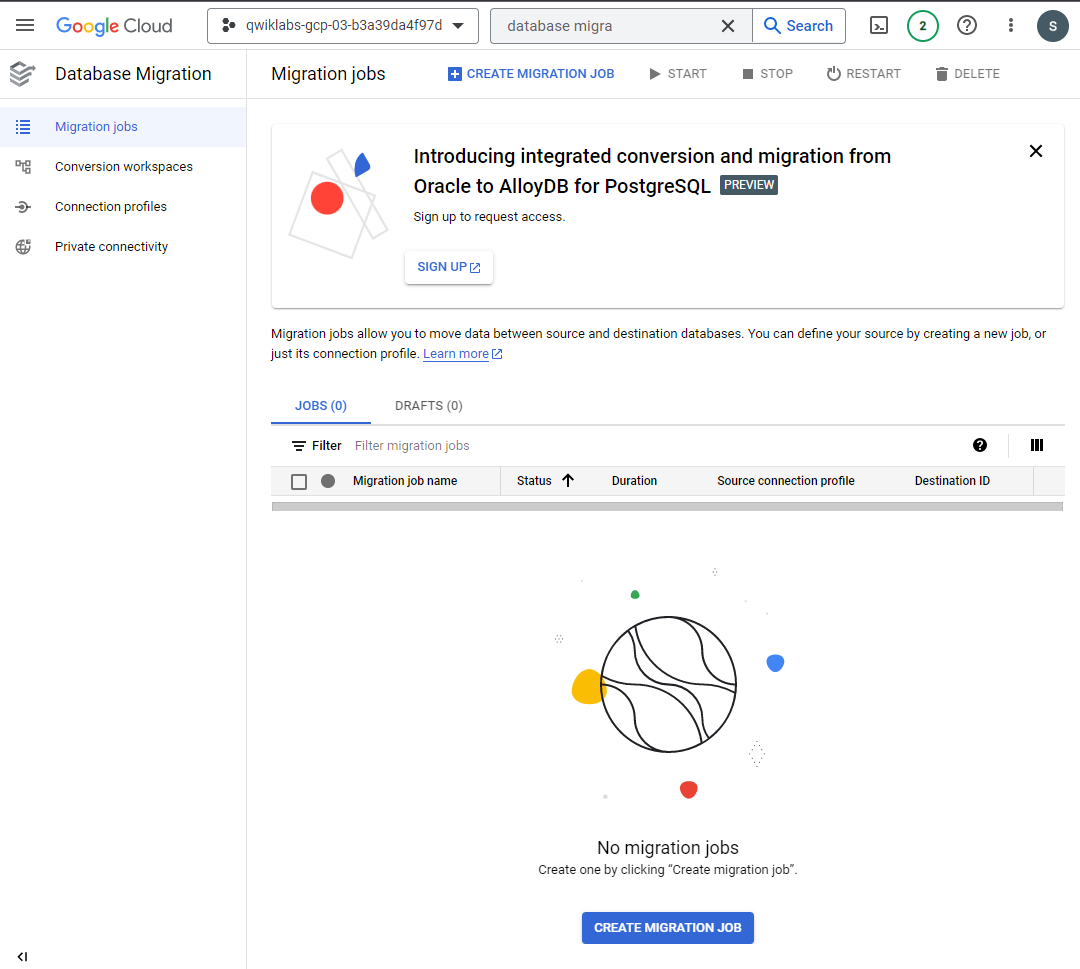 Google Cloud
qwiklabs-gcp-03-b3a39da4f97d
database migra
Search
2
S
Database Migration
Migration jobs
CREATE MIGRATION JOB
START
STOP
RESTART
DELETE
Migration jobs
Conversion workspaces
Connection profiles
Private connectivity
Introducing integrated conversion and migration from
Oracle to AlloyDB for PostgreSQL PREVIEW
Sign up to request access.
SIGN UP
Migration jobs allow you to move data between source and destination databases. You can define your source by creating a new job, or
just its connection profile. Learn more
JOBS (0)
DRAFTS (0)
Filter Filter migration jobs
Migration job name
Status
Duration
Source connection profile
Destination ID
No migration jobs
Create one by clicking “Create migration job”.
CREATE MIGRATION JOB